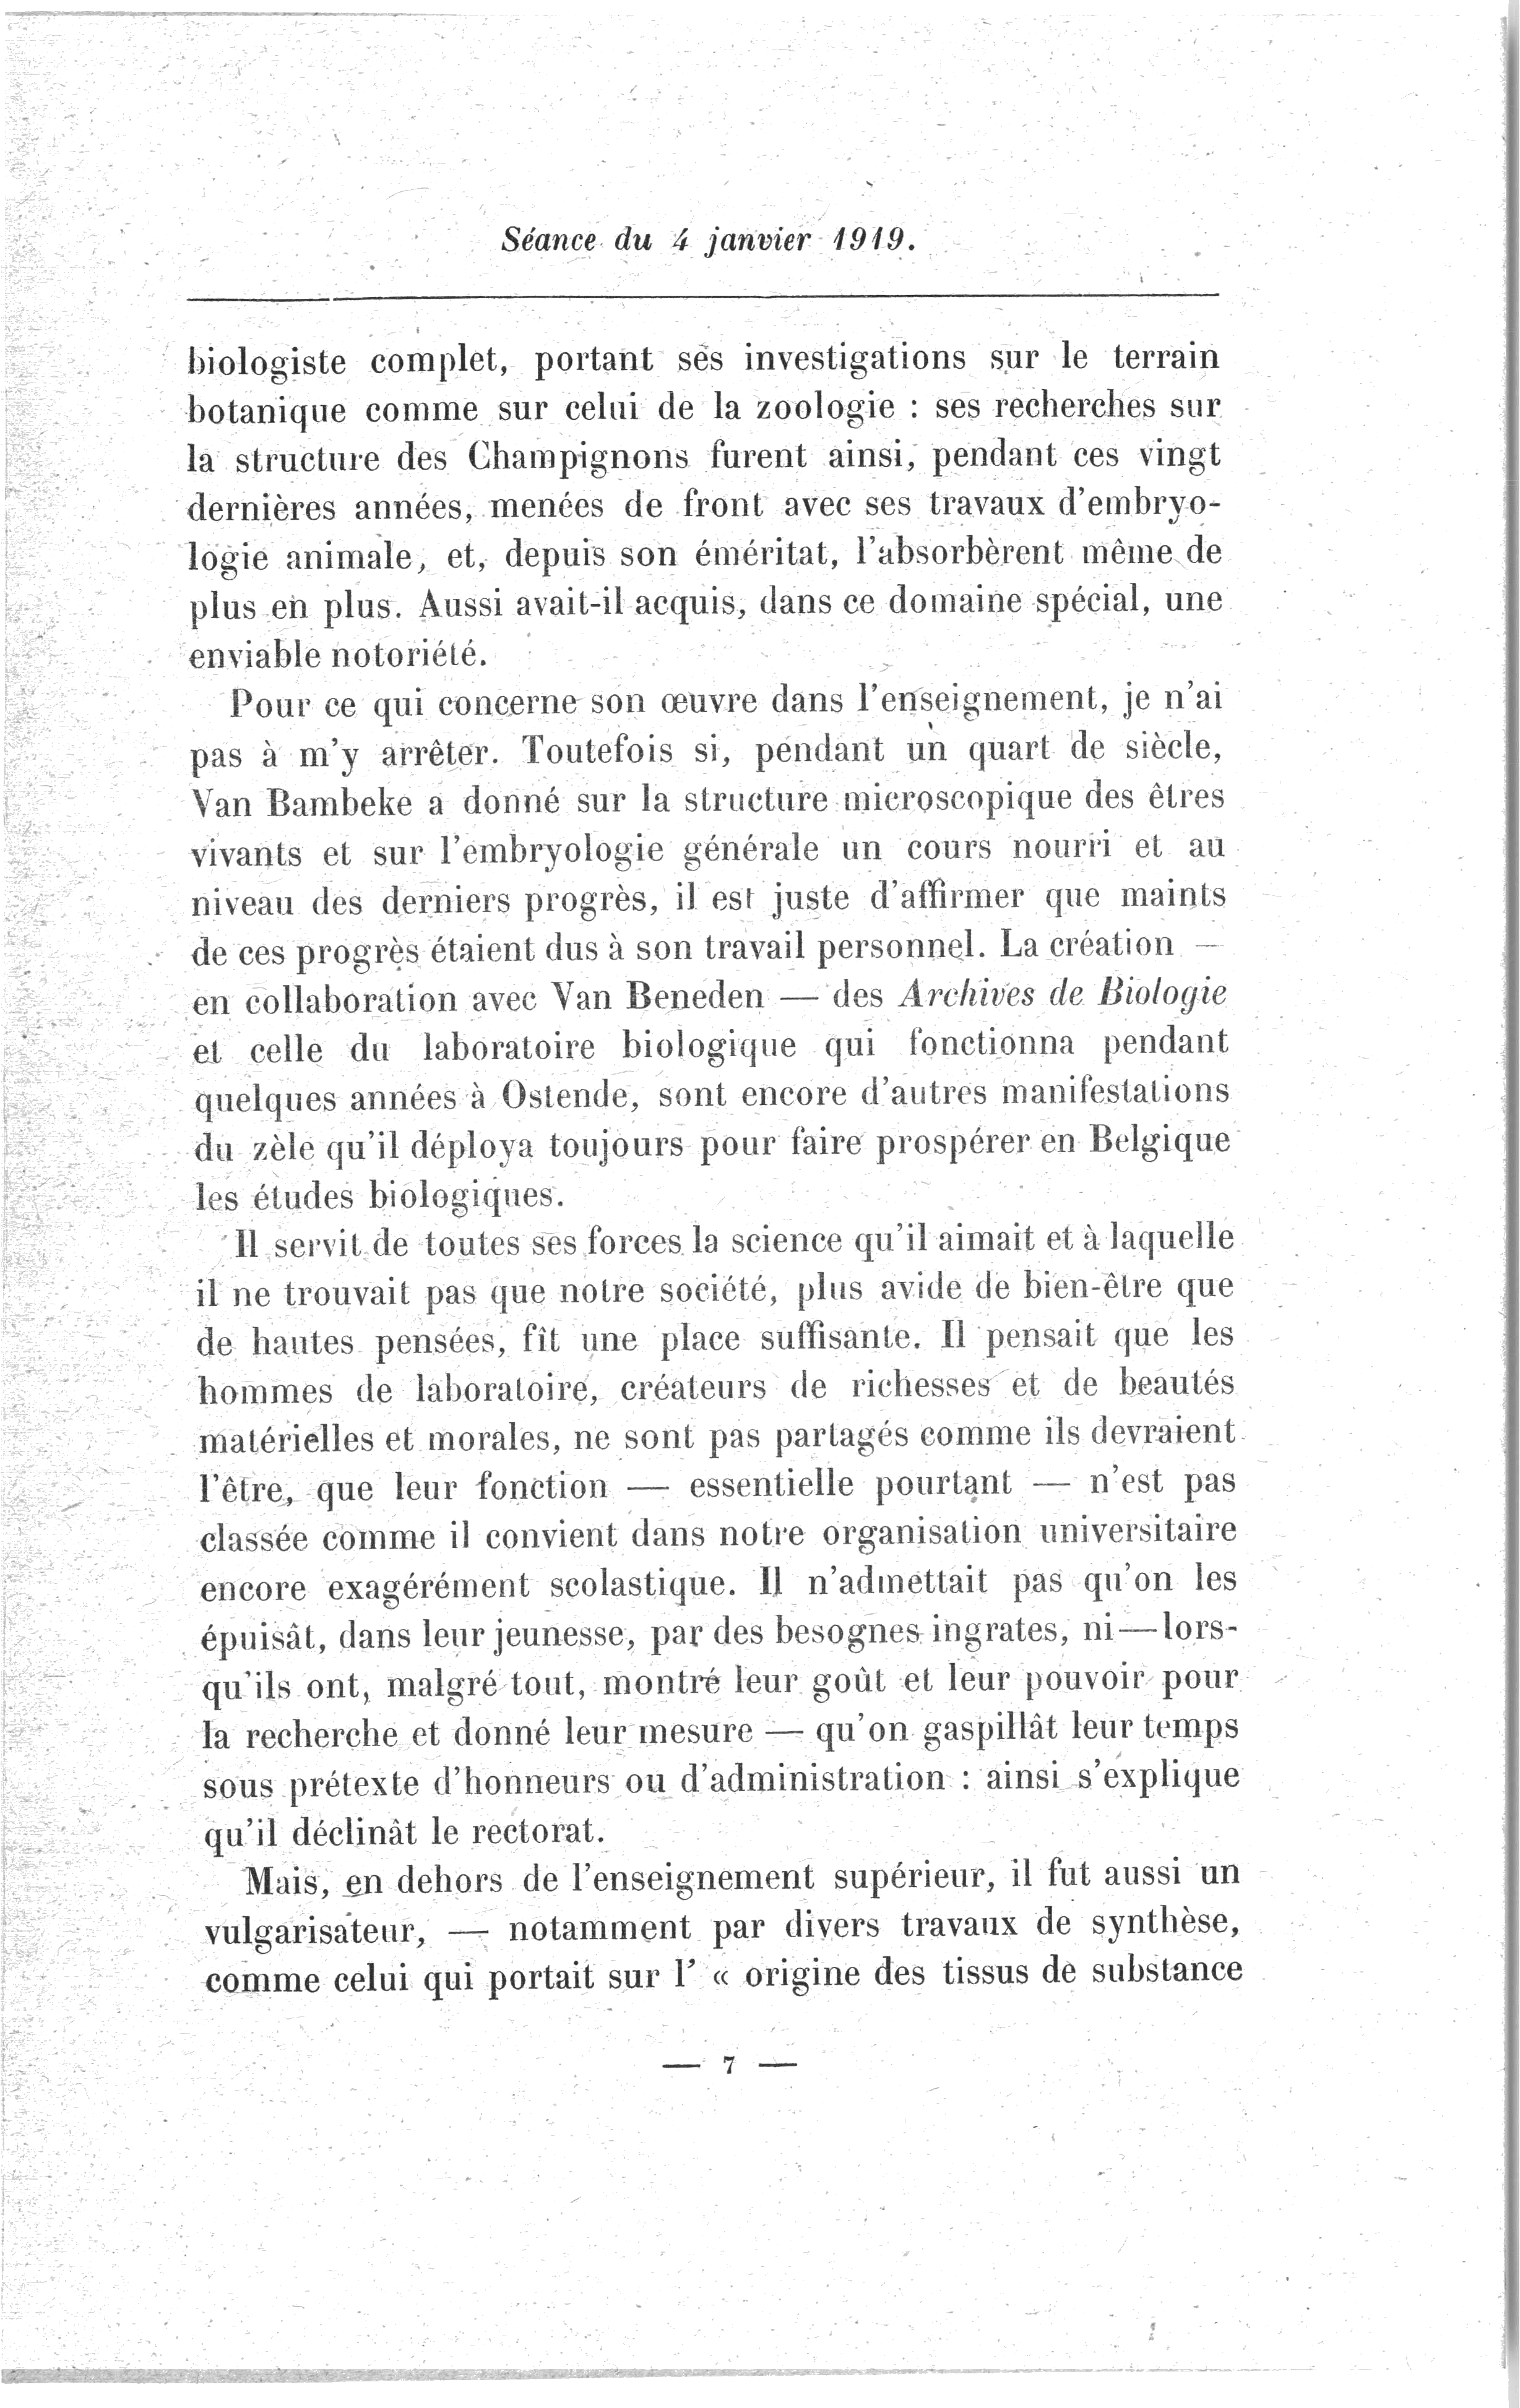 Séance du 4 janvier 1919.
biologiste complet, portant ses investigations sur le terrain
botanique comme sur celui de la zoologie : ses recherches sur
la structure des Champignons furent ainsi, pendant ces vingt
dernières années, menées de front avec ses travaux d'embryo-
logie animale, et, depuis son éméritat, l'absorbèrent même de
plus en plus. Aussi avait-il acquis, dans ce domaine spécial, une
enviable notoriété.
Pour ce qui concerne son œuvre dans l'enseignement, je n'ai
pas à m'y arrêter. Toutefois si, pendant un quart de siècle,
Van Bambeke a donné sur la structure microscopique des êtres
vivants et sur l'embryologie générale un cours nourri et au
niveau des derniers progrès, il est juste d'affirmer que maints
de ces progrès étaient dus à son travail personnel. La création —
en collaboration avec Van Beneden — des Archives de Biologie
et celle du laboratoire biologique qui fonctionna pendant
quelques années à Ostende, sont encore d'autres manifestations
du zèle qu'il déploya toujours pour faire prospérer en Belgique
les études biologiques.
Il servit de toutes ses forces la science qu'il aimait et à laquelle
il ne trouvait pas que notre société, plus avide de bien-être que
de hautes pensées, fît une place suffisante. Il pensait que les
hommes de laboratoire, créateurs de richesses et de beautés
matérielles et morales, ne sont pas partagés comme ils devraient
l'être, que leur fonction — essentielle pourtant — n'est pas
classée comme il convient dans notre organisation universitaire
encore exagérément scolastique. Il n'admettait pas qu'on les
épuisât, dans leur jeunesse, par des besognes ingrates, ni — lors-
qu'ils ont, malgré tout, montré leur goût et leur pouvoir pour
la recherche et donné leur mesure — qu'on gaspillât leur temps
sous prétexte d'honneurs ou d'administration : ainsi s'explique
qu'il déclinât le rectorat.
Mais, en dehors de l'enseignement supérieur, il fut aussi un
vulgarisateur, — notamment par divers travaux de synthèse,
comme celui qui portait sur l' « origine des tissus de substance
— 7 —